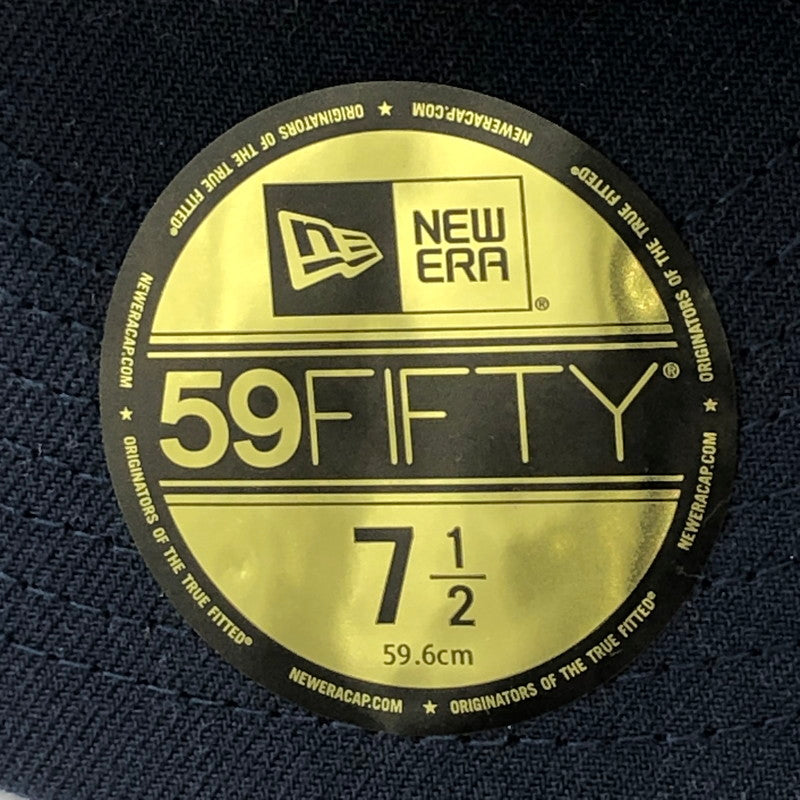 NEW
ERA®
59FIFTY®
7 1/2
59.6cm
NEWERACAP.COM ★ ORIGINATORS OF THE TRUE FITTED®
NEWERACAP.COM ★ ORIGINATORS OF THE TRUE FITTED®
NEWERACAP.COM ★ ORIGINATORS OF THE TRUE FITTED®
NEWERACAP.COM ★ ORIGINATORS OF THE TRUE FITTED®